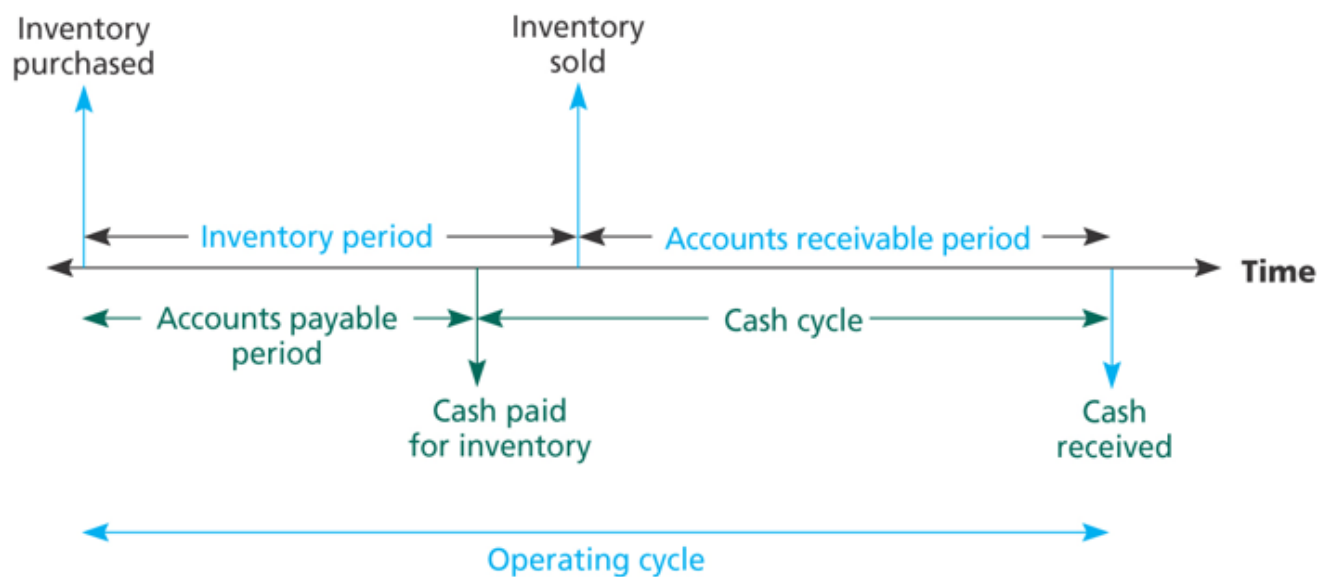 Inventory
purchased
Inventory
sold
Inventory period
Accounts receivable period
Time
Accounts payable
period
Cash cycle
Cash paid
for inventory
Cash
received
Operating cycle